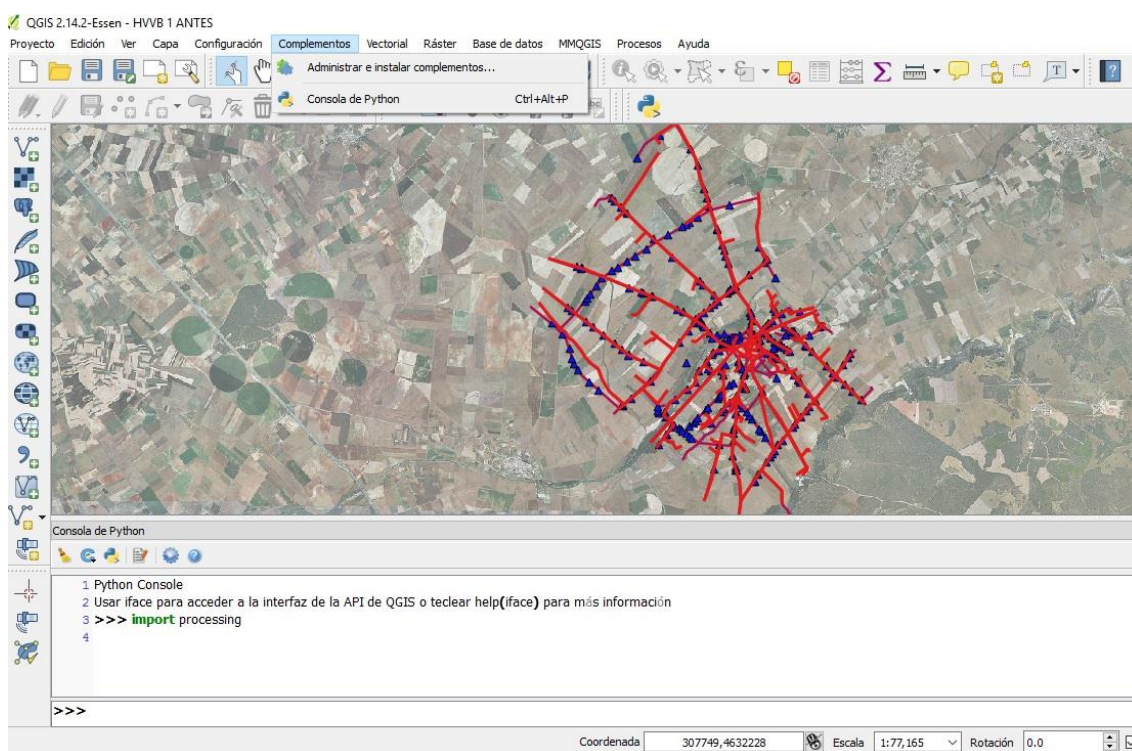 QGIS 2.14.2-Essen - HVVB 1 ANTES
Proyecto Edición Ver Capa Configuración Complementos Vectorial Ráster Base de datos MMQGIS Procesos Ayuda
Administrar e instalar complementos...
Consola de Python Ctrl+Alt+P
Consola de Python
1 Python Console
2 Usar iface para acceder a la interfaz de la API de QGIS o teclear help(iface) para más información
3 >>> import processing
4
>>>
Coordenada 307749,4632228 Escala 1:77,165 Rotación 0.0